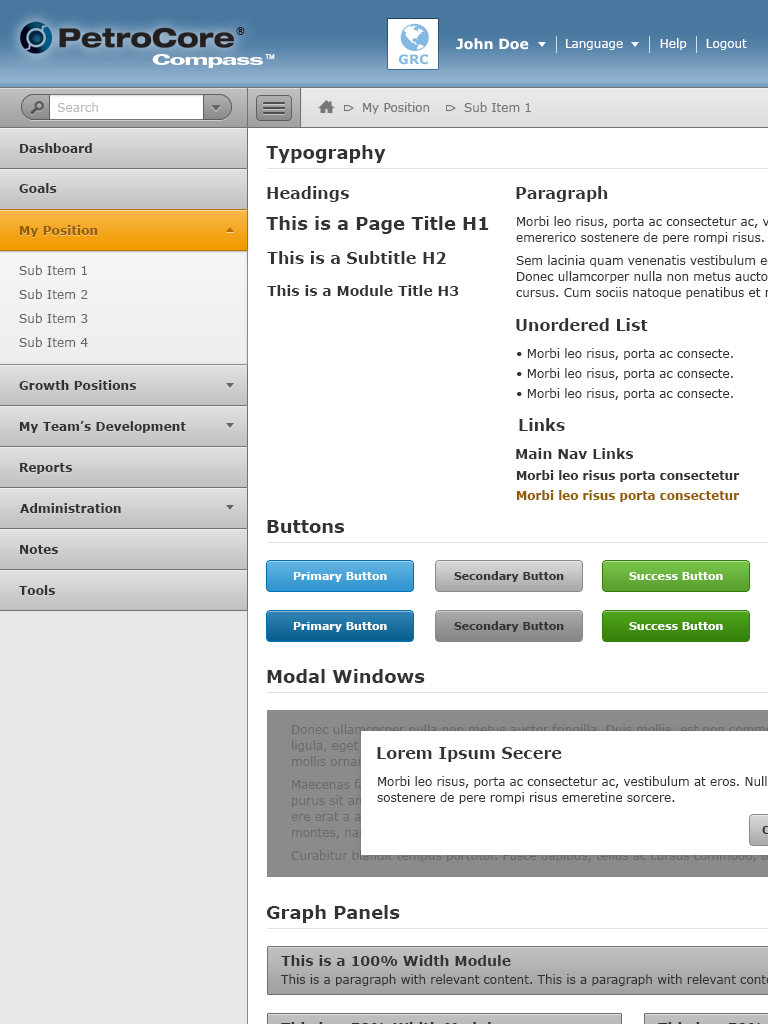 PetroCore®
Compass™
GRC
John Doe
Language
Help
Logout
Search
My Position
Sub Item 1
Dashboard
Goals
My Position
Sub Item 1
Sub Item 2
Sub Item 3
Sub Item 4
Growth Positions
My Team’s Development
Reports
Administration
Notes
Tools
Typography
Headings
This is a Page Title H1
This is a Subtitle H2
This is a Module Title H3
Paragraph
Morbi leo risus, porta ac consectetur ac, v
emererico sostenere de pere rompi risus.
Sem lacinia quam venenatis vestibulum e
Donec ullamcorper nulla non metus aucto
cursus. Cum sociis natoque penatibus et
Unordered List
• Morbi leo risus, porta ac consecte.
• Morbi leo risus, porta ac consecte.
• Morbi leo risus, porta ac consecte.
Links
Main Nav Links
Morbi leo risus porta consectetur
Morbi leo risus porta consectetur
Buttons
Primary Button
Secondary Button
Success Button
Primary Button
Secondary Button
Success Button
Modal Windows
Donec ullamcorper nulla non metus auctor fringilla. Duis mollis, est non comm
ligula, eget
mollis orna
Maecenas fa
purus sit am
ere erat a a
montes, nas
Curabitur blandit tempus porttitor. Fusce dapibus, tellus ac cursus commodo,
Lorem Ipsum Secere
Morbi leo risus, porta ac consectetur ac, vestibulum at eros. Null
sostenere de pere rompi risus emeretine sorcere.
Graph Panels
This is a 100% Width Module
This is a paragraph with relevant content. This is a paragraph with relevant cont